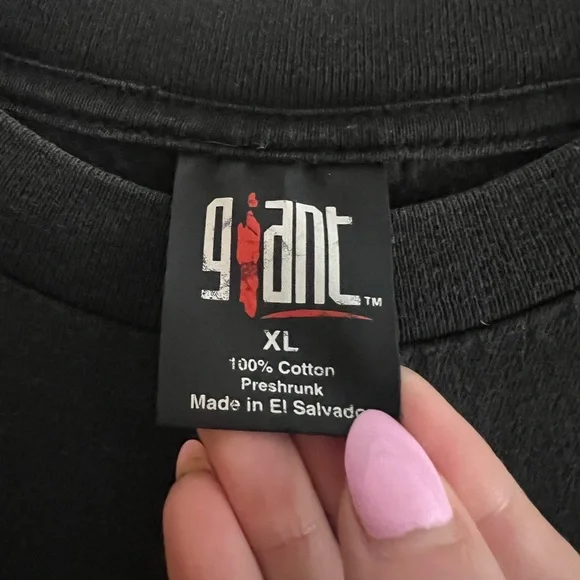 giant™
XL
100% Cotton
Preshrunk
Made in El Salvado